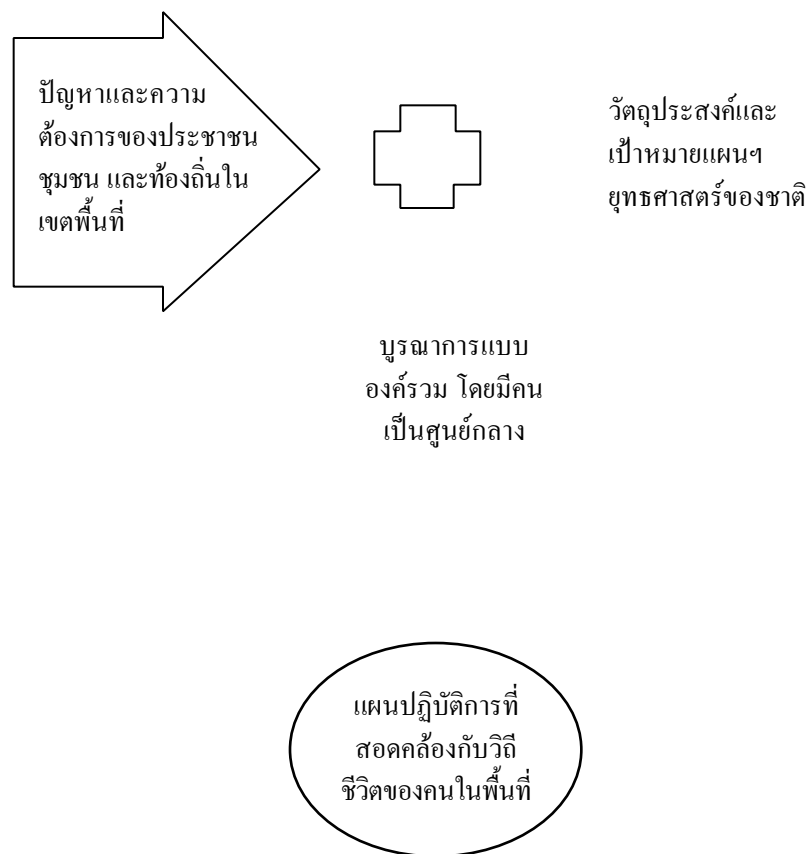 ปัญหาและความ
ต้องการของประชาชน
ชุมชน และท้องถิ่นใน
เขตพื้นที่
วัตถุประสงค์และ
เป้าหมายแผนฯ
ยุทธศาสตร์ของชาติ
บูรณาการแบบ
องค์รวม โดยมีคน
เป็นศูนย์กลาง
แผนปฏิบัติการที่
สอดคล้องกับวิถี
ชีวิตของคนในพื้นที่